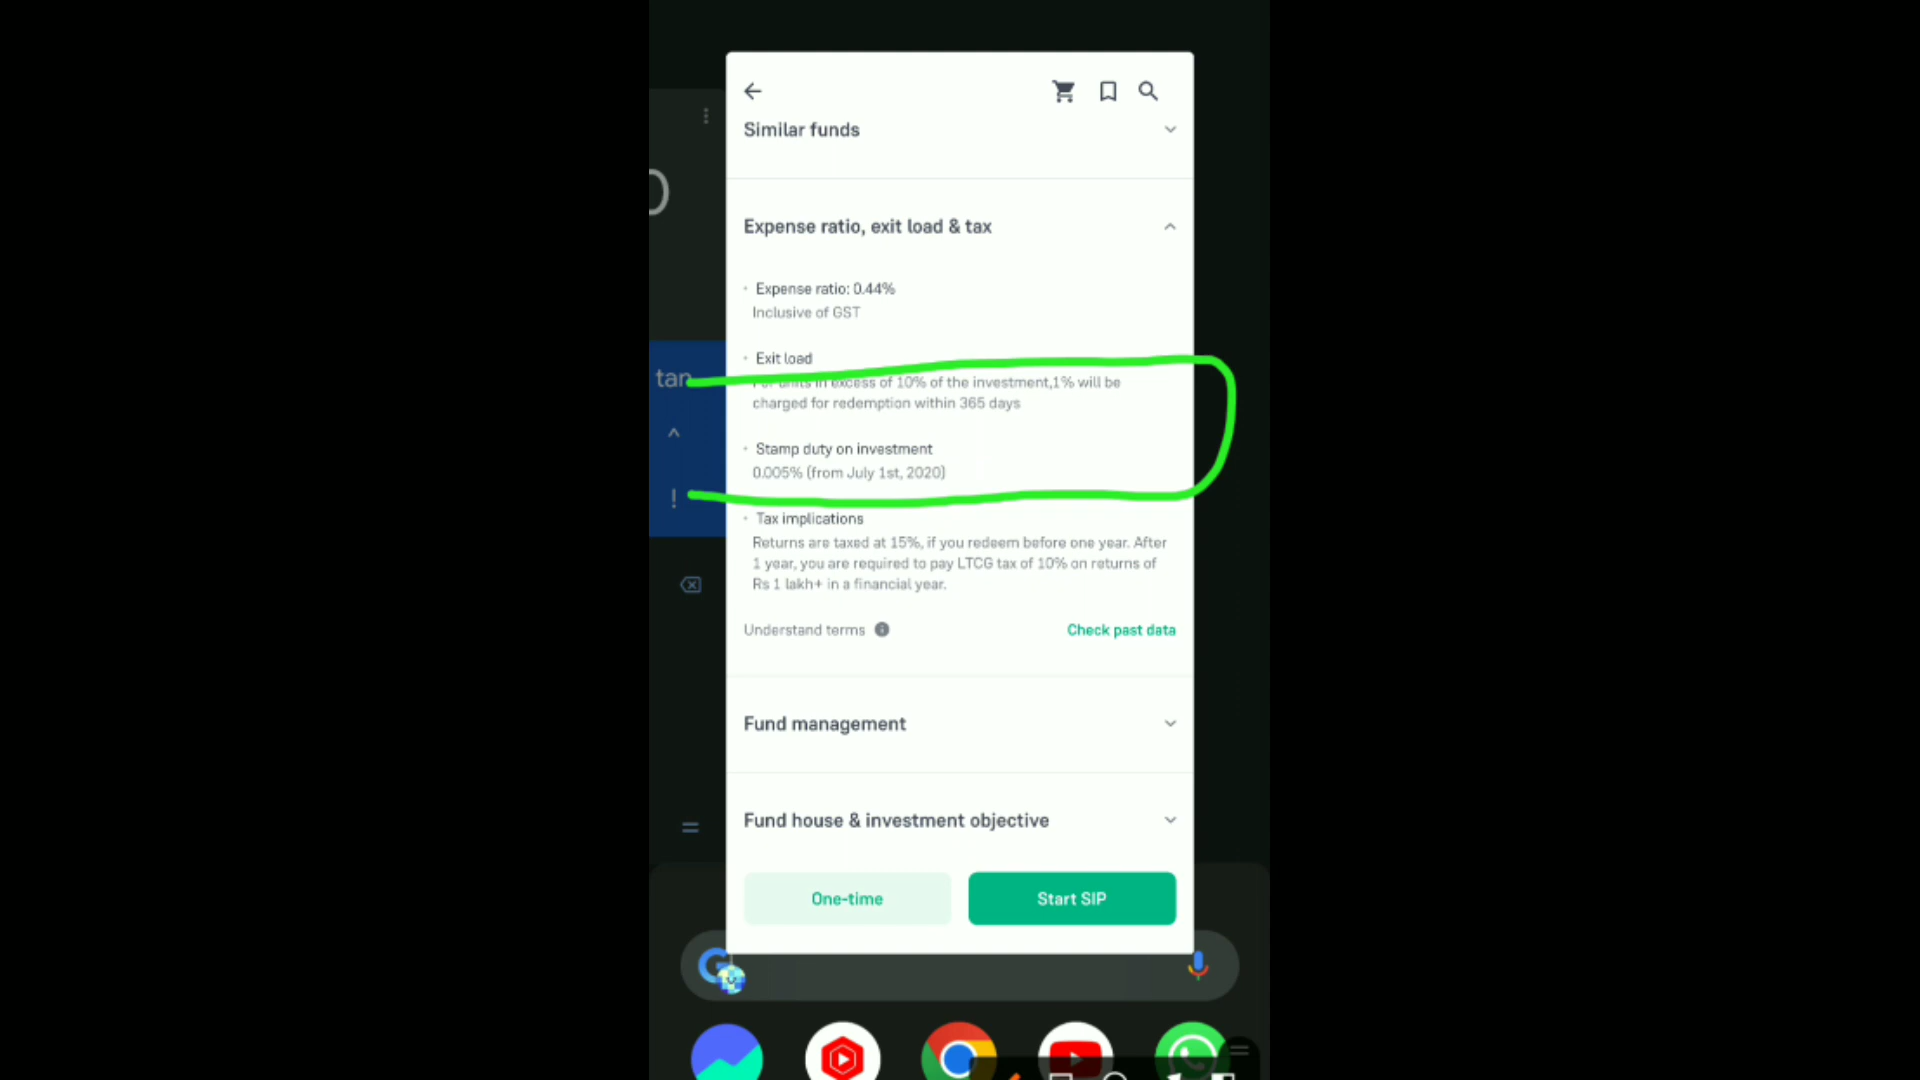 Similar funds
Expense ratio, exit load & tax
Expense ratio: 0.44%
Inclusive of GST
Exit load
For units in excess of 10% of the investment,1% will be
charged for redemption within 365 days
Stamp duty on investment
0.005% (from July 1st, 2020)
Tax implications
Returns are taxed at 15%, if you redeem before one year. After
1 year, you are required to pay LTCG tax of 10% on returns of
Rs 1 lakh+ in a financial year.
Understand terms
Check past data
Fund management
Fund house & investment objective
One-time
Start SIP
tan
^
!
=